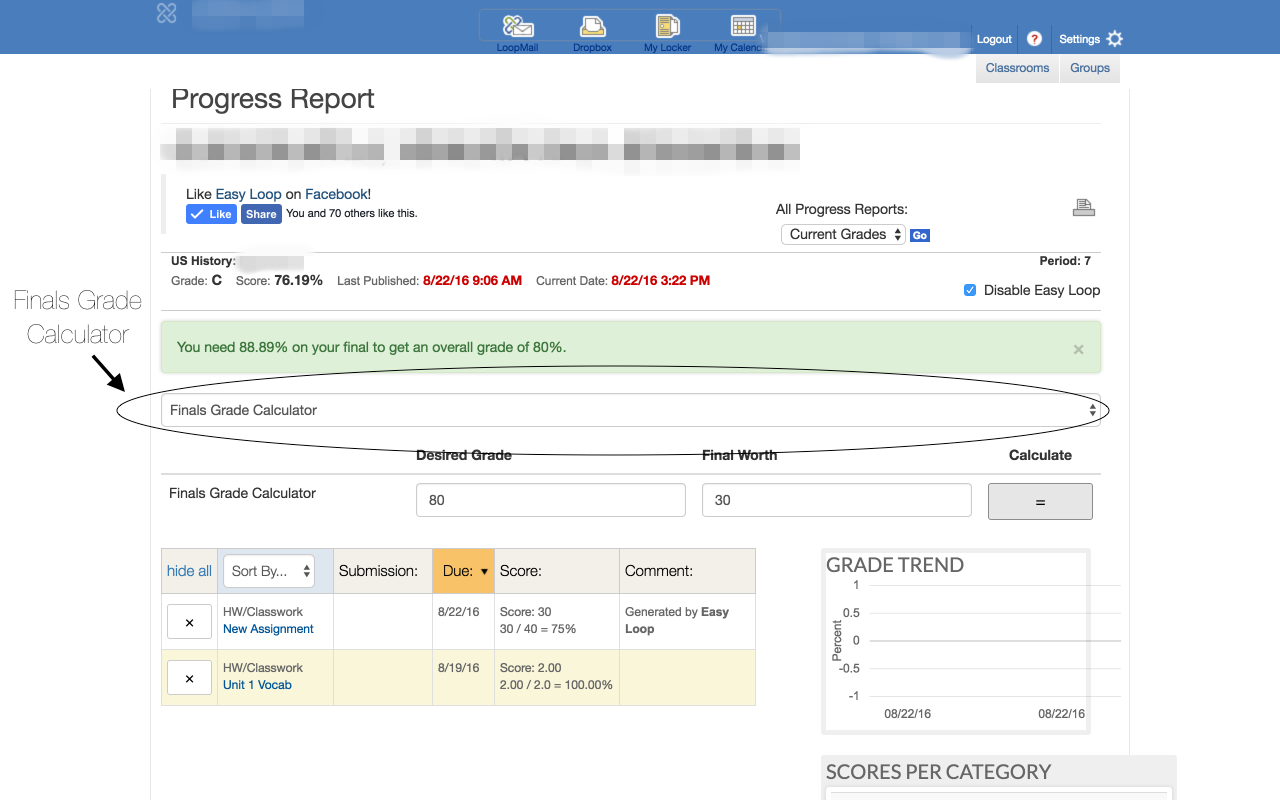 LoopMail Dropbox My Locker My Calend
Logout ? Settings
Classrooms Groups
Progress Report
Like Easy Loop on Facebook!
Like Share You and 70 others like this.
All Progress Reports:
Current Grades Go
US History: Period: 7
Grade: C Score: 76.19% Last Published: 8/22/16 9:06 AM Current Date: 8/22/16 3:22 PM
Disable Easy Loop
Finals Grade
Calculator
You need 88.89% on your final to get an overall grade of 80%. ×
Finals Grade Calculator
Desired Grade Final Worth Calculate
Finals Grade Calculator 80 30 =
hide all Sort By... Submission: Due: ▼ Score: Comment:
× HW/Classwork 8/22/16 Score: 30 Generated by Easy
New Assignment 30 / 40 = 75% Loop
× HW/Classwork 8/19/16 Score: 2.00
Unit 1 Vocab 2.00 / 2.0 = 100.00%
GRADE TREND
1
0.5
0
-0.5
-1
Percent
08/22/16 08/22/16
SCORES PER CATEGORY